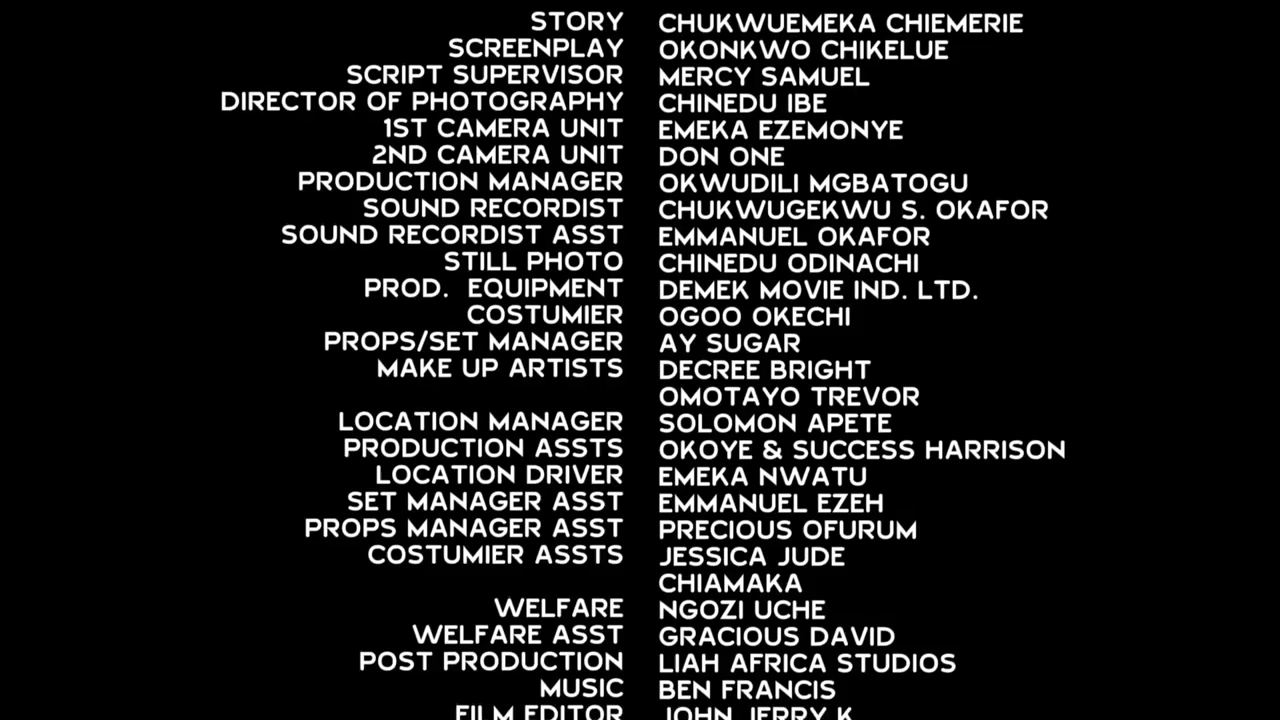 STORY CHUKWUEMEKA CHIEMERIE
SCREENPLAY OKONKWO CHIKELUE
SCRIPT SUPERVISOR MERCY SAMUEL
DIRECTOR OF PHOTOGRAPHY CHINEDU IBE
1ST CAMERA UNIT EMEKA EZEMONYE
2ND CAMERA UNIT DON ONE
PRODUCTION MANAGER OKWUDILI MGBATOGU
SOUND RECORDIST CHUKWUGEKWU S. OKAFOR
SOUND RECORDIST ASST EMMANUEL OKAFOR
STILL PHOTO CHINEDU ODINACHI
PROD. EQUIPMENT DEMEK MOVIE IND. LTD.
COSTUMIER OGOO OKECHI
PROPS/SET MANAGER AY SUGAR
MAKE UP ARTISTS DECREE BRIGHT
OMOTAYO TREVOR
LOCATION MANAGER SOLOMON APETE
PRODUCTION ASSTS OKOYE & SUCCESS HARRISON
LOCATION DRIVER EMEKA NWATU
SET MANAGER ASST EMMANUEL EZEH
PROPS MANAGER ASST PRECIOUS OFURUM
COSTUMIER ASSTS JESSICA JUDE
CHIAMAKA
WELFARE NGOZI UCHE
WELFARE ASST GRACIOUS DAVID
POST PRODUCTION LIAH AFRICA STUDIOS
MUSIC BEN FRANCIS
FILM EDITOR JOHN JERRY K